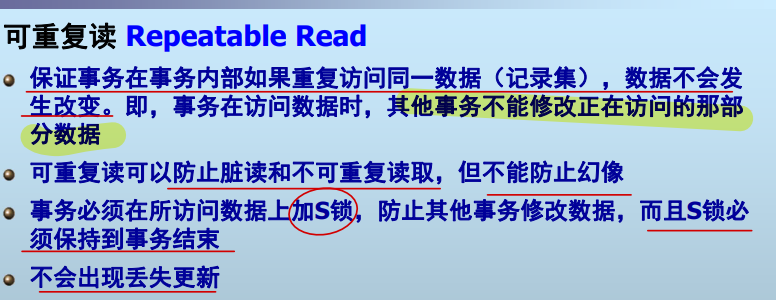 可重复读 Repeatable Read
保证事务在事务内部如果重复访问同一数据（记录集），数据不会发
生改变。即，事务在访问数据时，其他事务不能修改正在访问的那部
分数据
可重复读可以防止脏读和不可重复读取，但不能防止幻像
事务必须在所访问数据上加S锁，防止其他事务修改数据，而且S锁必
须保持到事务结束
不会出现丢失更新